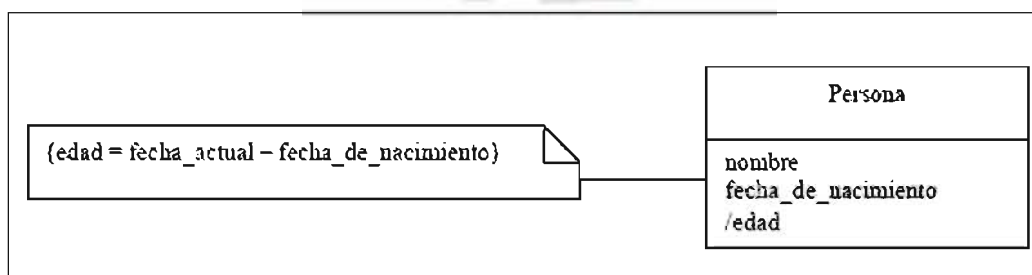 {edad = fecha_actual – fecha_de_nacimiento}
Persona
nombre
fecha_de_nacimiento
/edad